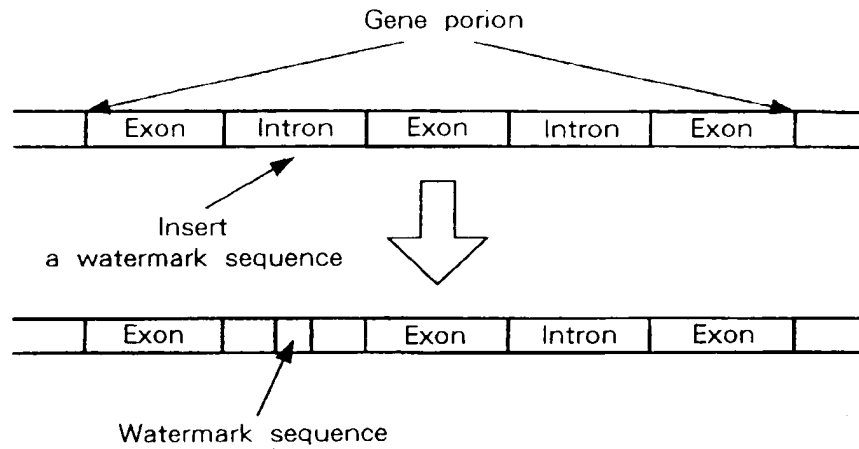 Gene porion
Exon Intron Exon Intron Exon
Insert
a watermark sequence
Exon Exon Intron Exon
Watermark sequence